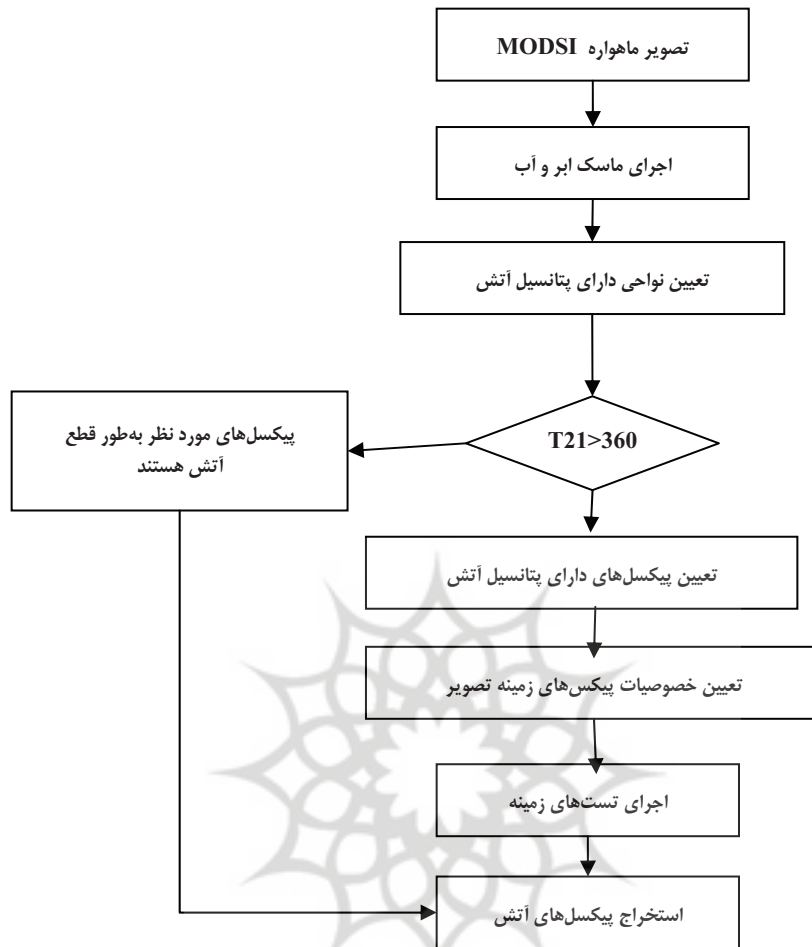 تصویر ماهواره MODSI
اجرای ماسک ابر و آب
تعیین نواحی دارای پتانسیل آتش
T21>360
پیکسل‌های مورد نظر به‌طور قطع
آتش هستند
تعیین پیکسل‌های دارای پتانسیل آتش
تعیین خصوصیات پیکس‌های زمینه تصویر
اجرای تست‌های زمینه
استخراج پیکسل‌های آتش